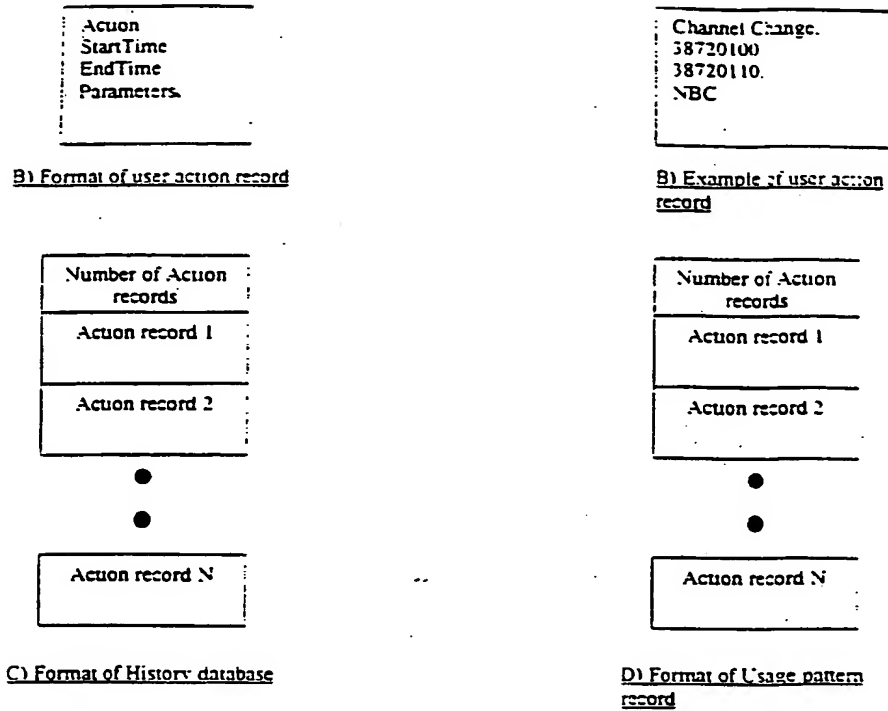 Action
StartTime
EndTime
Parameters.
B) Format of user action record
Channel Change.
38720100
38720110.
NBC
B) Example of user action
record
Number of Action
records
Action record 1
Action record 2
Action record N
C) Format of History database
Number of Action
records
Action record 1
Action record 2
Action record N
D) Format of Usage pattern
record